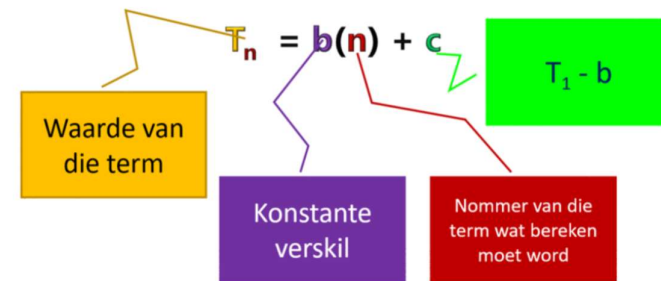 Tn = b(n) + c
T1 - b
Waarde van
die term
Konstante
verskil
Nommer van die
term wat bereken
moet word